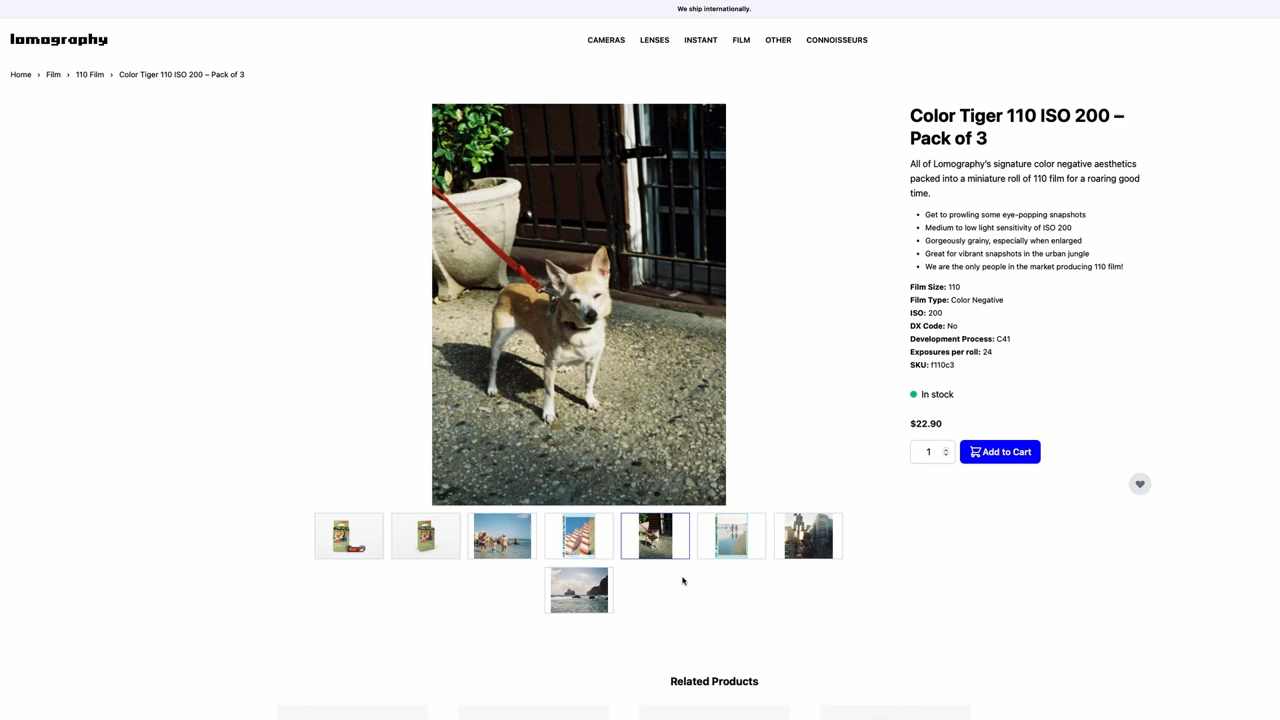 We ship internationally.
lomography
CAMERAS LENSES INSTANT FILM OTHER CONNOISSEURS
Home › Film › 110 Film › Color Tiger 110 ISO 200 – Pack of 3
Color Tiger 110 ISO 200 –
Pack of 3
All of Lomography's signature color negative aesthetics
packed into a miniature roll of 110 film for a roaring good
time.
• Get to prowling some eye-popping snapshots
• Medium to low light sensitivity of ISO 200
• Gorgeously grainy, especially when enlarged
• Great for vibrant snapshots in the urban jungle
• We are the only people in the market producing 110 film!
Film Size: 110
Film Type: Color Negative
ISO: 200
DX Code: No
Development Process: C41
Exposures per roll: 24
SKU: f110c3
In stock
$22.90
1 Add to Cart
Related Products